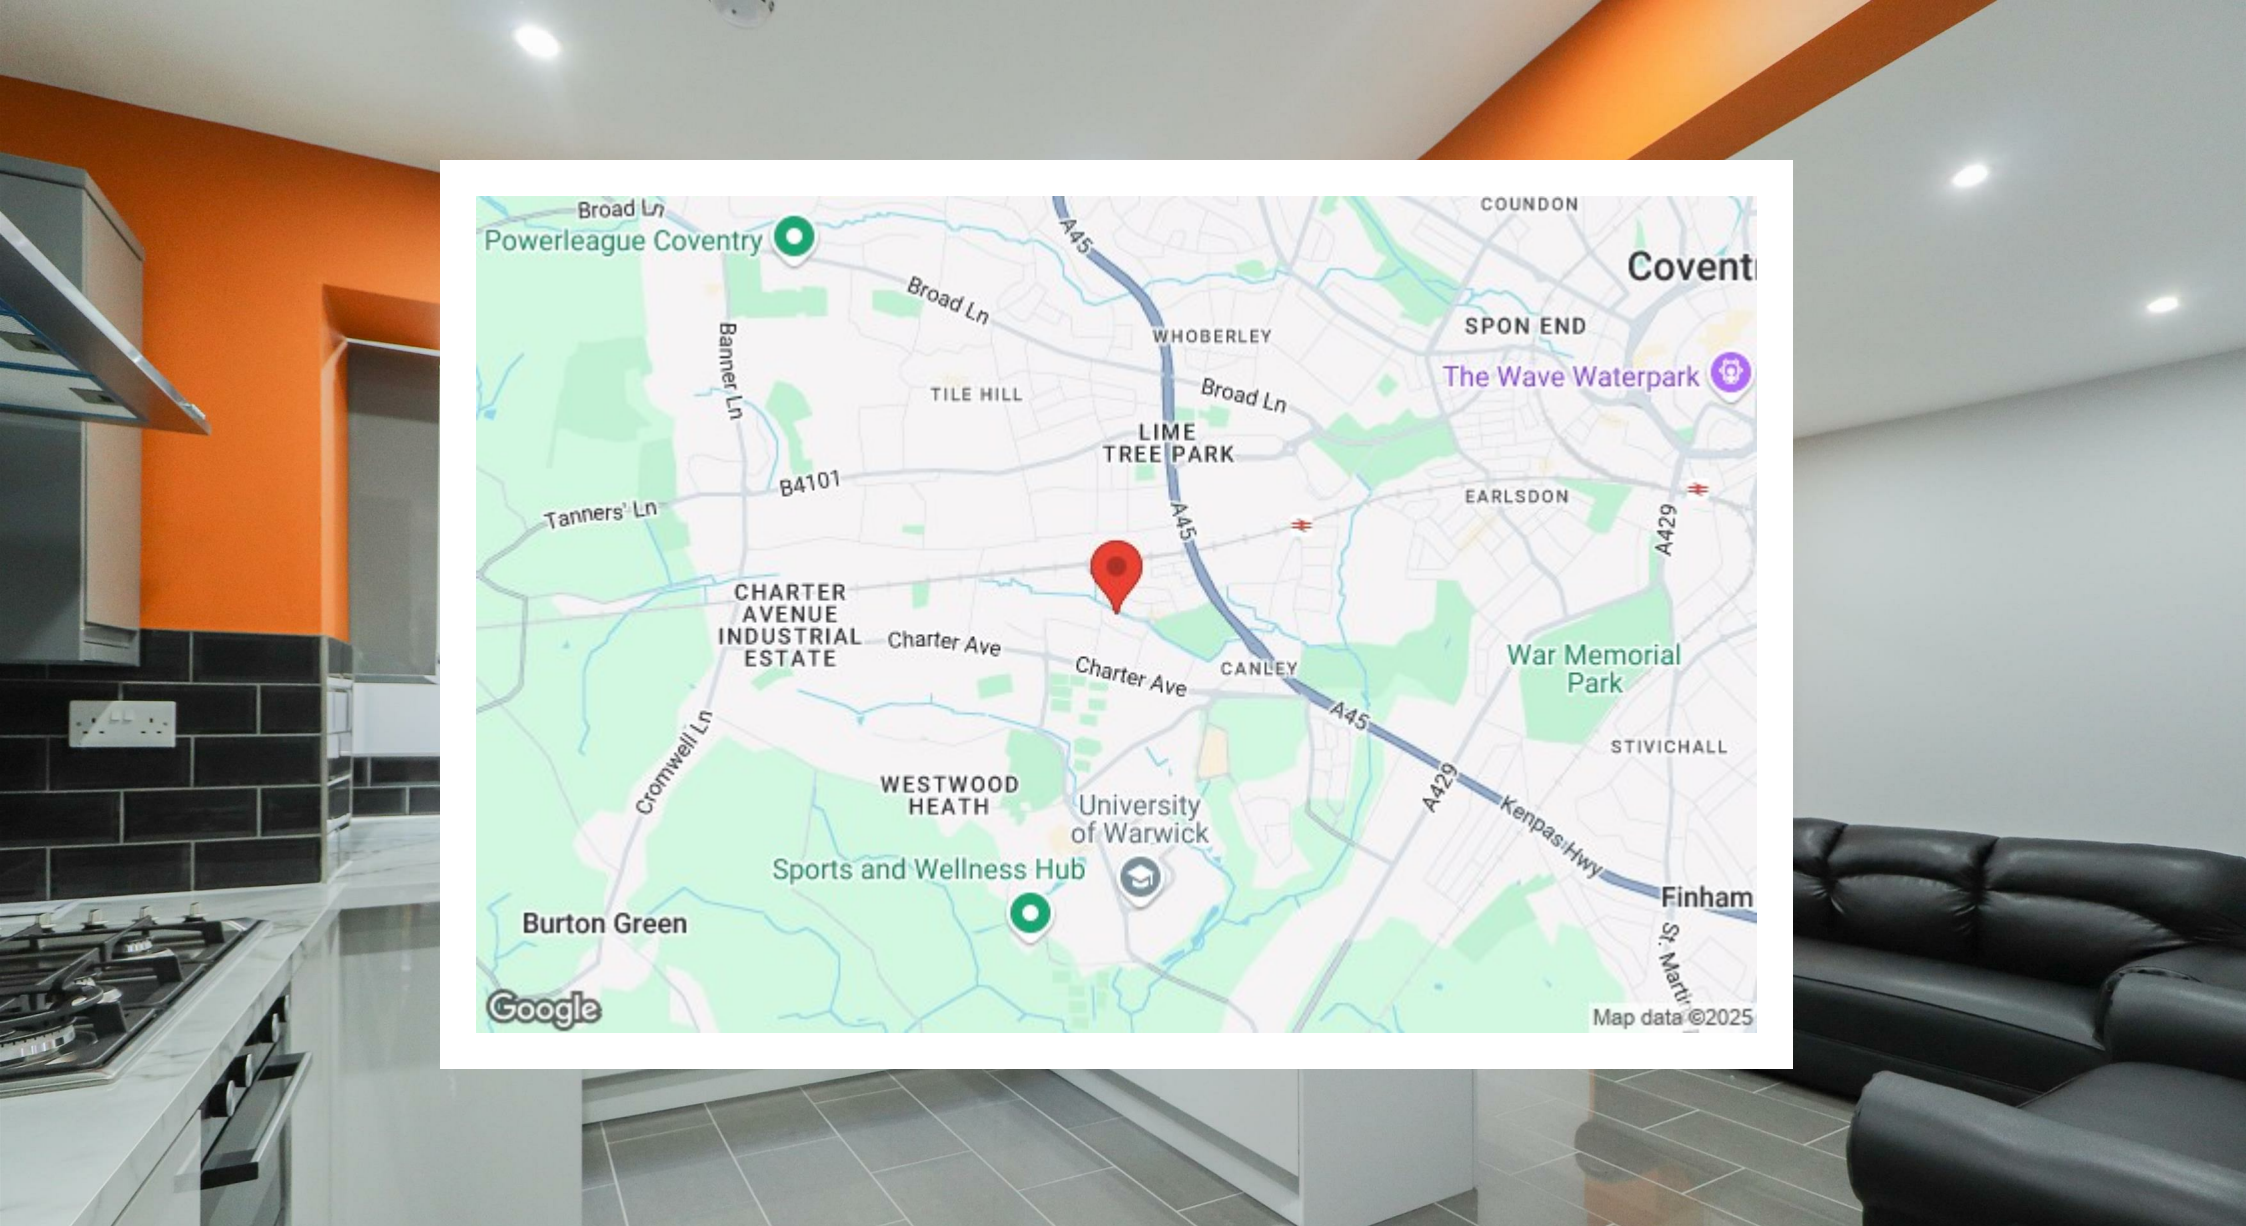 Broad Ln
COUNDON
Powerleague Coventry
A45
Coventr
Broad Ln
WHOBERLEY
SPON END
Banner Ln
The Wave Waterpark
TILE HILL
Broad Ln
LIME
TREE PARK
B4101
EARLSDON
Tanners' Ln
A45
A429
CHARTER
AVENUE
INDUSTRIAL
ESTATE
Charter Ave
Charter Ave
CANLEY
War Memorial
Park
A45
STIVICHALL
Cromwell Ln
WESTWOOD
HEATH
A429
University
of Warwick
Kenpas Hwy
Sports and Wellness Hub
Finham
Burton Green
St. Martin
Google
Map data ©2025